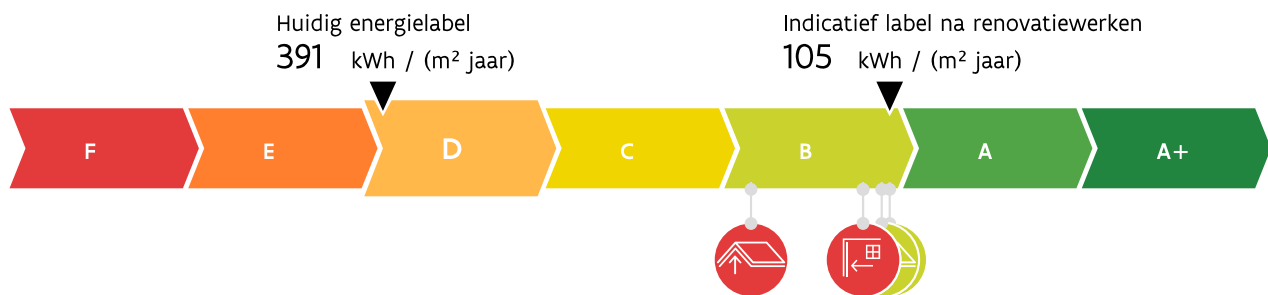 Huidig energielabel
391 kWh / (m² jaar)
Indicatief label na renovatiewerken
105 kWh / (m² jaar)
F E D C B A A+